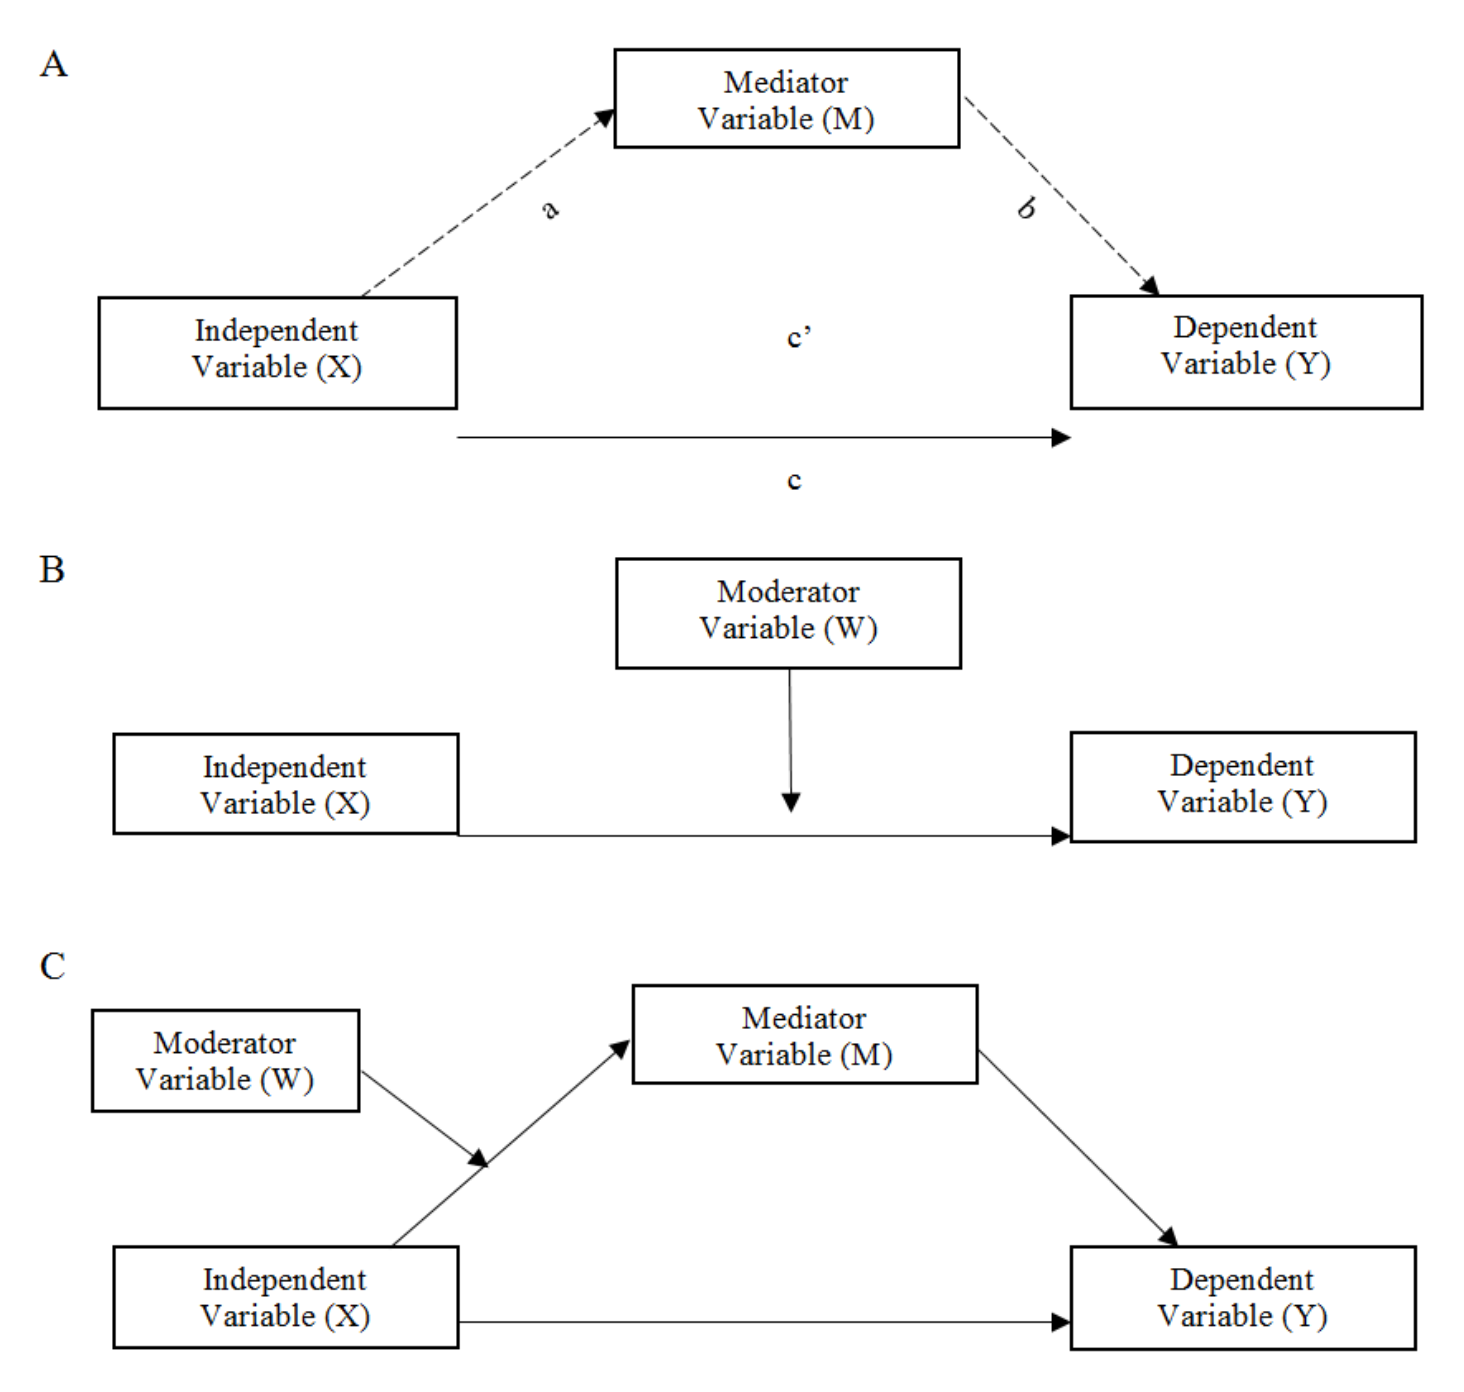 A
Mediator
Variable (M)
a
b
Independent
Variable (X)
c’
Dependent
Variable (Y)
c
B
Moderator
Variable (W)
Independent
Variable (X)
Dependent
Variable (Y)
C
Moderator
Variable (W)
Mediator
Variable (M)
Independent
Variable (X)
Dependent
Variable (Y)